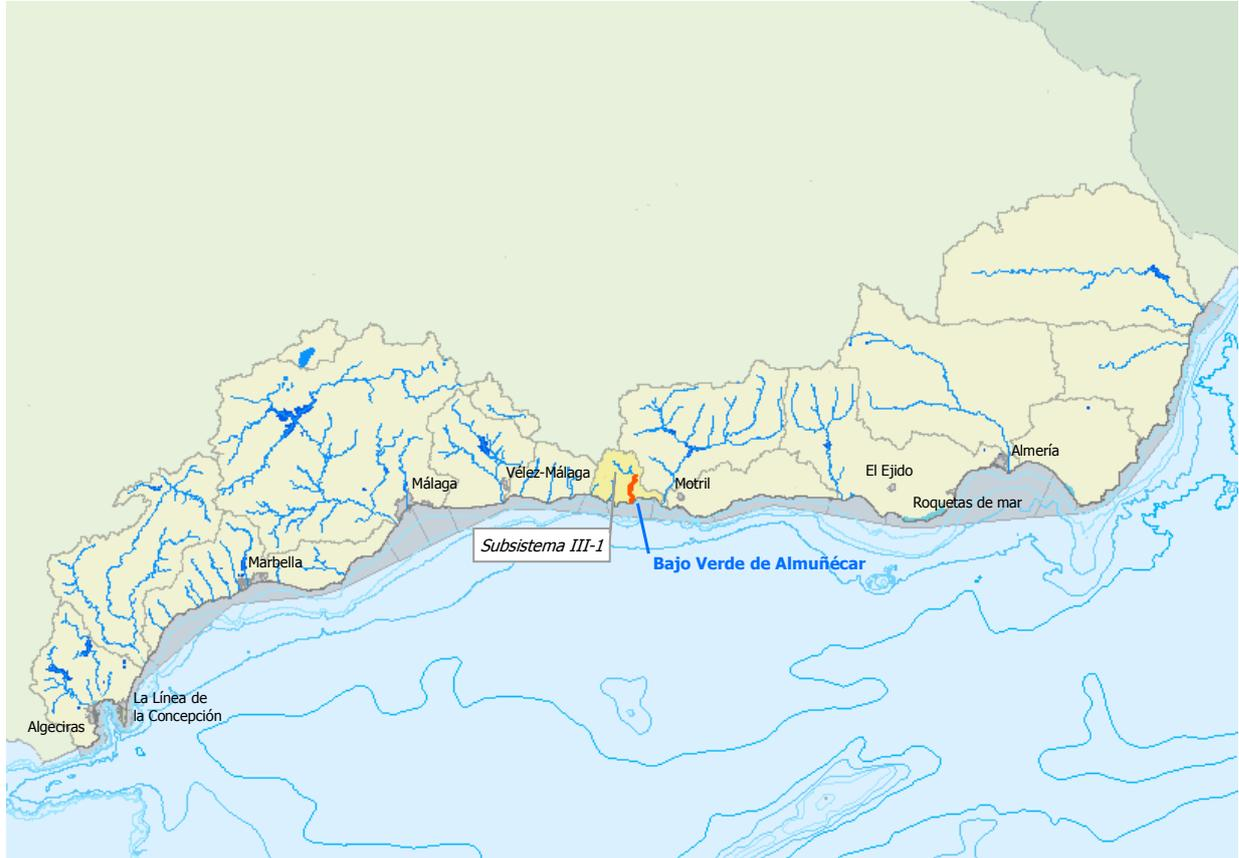 Almería
Vélez-Málaga
El Ejido
Málaga
Motril
Roquetas de mar
Subsistema III-1
Marbella
Bajo Verde de Almuñécar
La Línea de
la Concepción
Algeciras